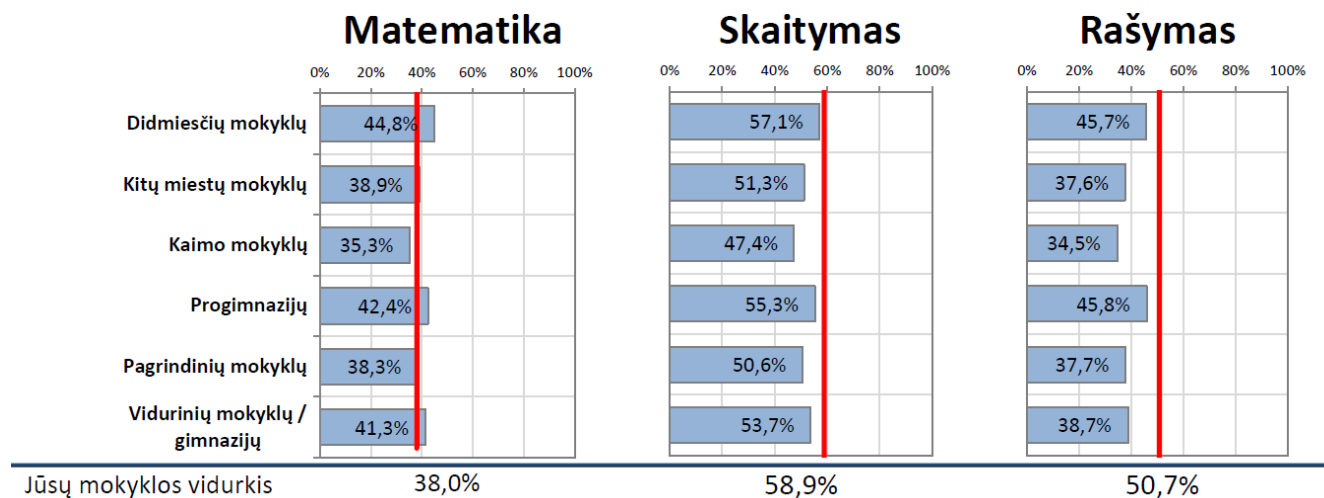 Matematika Skaitymas Rašymas
0% 20% 40% 60% 80% 100% 0% 20% 40% 60% 80% 100% 0% 20% 40% 60% 80% 100%
Didmiesčių mokyklų 44,8% 57,1% 45,7%
Kitų miestų mokyklų 38,9% 51,3% 37,6%
Kaimo mokyklų 35,3% 47,4% 34,5%
Progimnazijų 42,4% 55,3% 45,8%
Pagrindinių mokyklų 38,3% 50,6% 37,7%
Vidurinių mokyklų /
gimnazijų 41,3% 53,7% 38,7%
Jūsų mokyklos vidurkis 38,0% 58,9% 50,7%